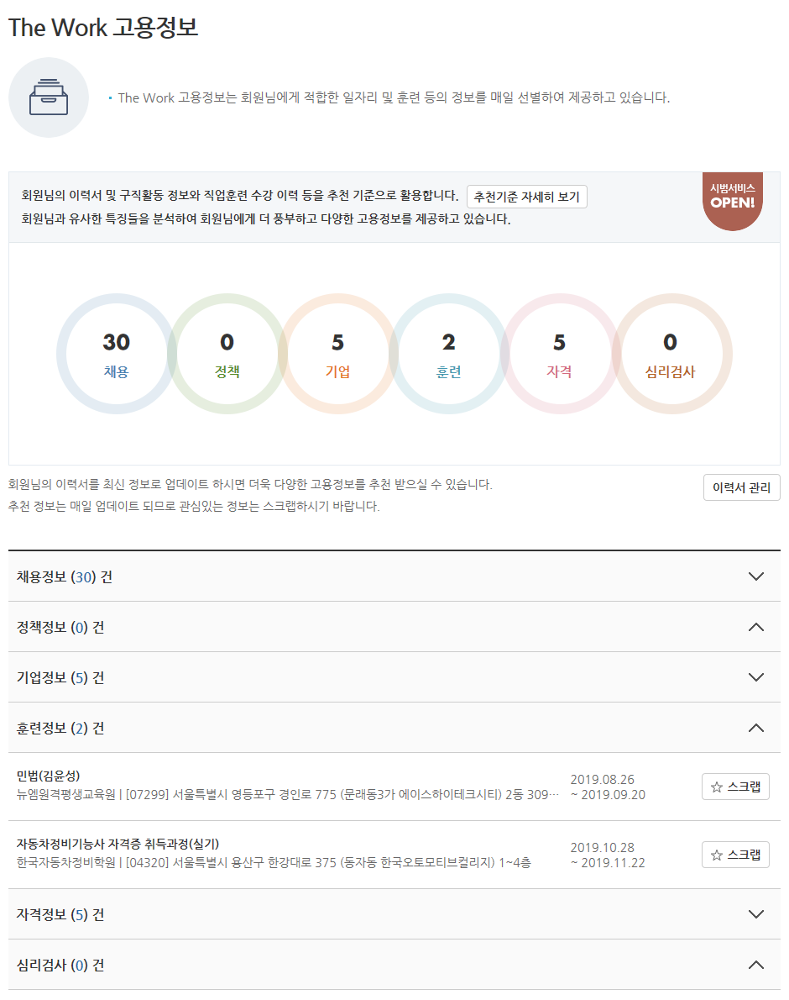 The Work 고용정보
The Work 고용정보는 회원님에게 적합한 일자리 및 훈련 등의 정보를 매일 선별하여 제공하고 있습니다.
회원님의 이력서 및 구직활동 정보와 직업훈련 수강 이력 등을 추천 기준으로 활용합니다. 추천기준 자세히 보기
회원님과 유사한 특징들을 분석하여 회원님에게 더 풍부하고 다양한 고용정보를 제공하고 있습니다.
시범서비스
OPEN!
30 0 5 2 5 0
채용 정책 기업 훈련 자격 심리검사
회원님의 이력서를 최신 정보로 업데이트 하시면 더욱 다양한 고용정보를 추천 받으실 수 있습니다.
이력서 관리
추천 정보는 매일 업데이트 되므로 관심있는 정보는 스크랩하시기 바랍니다.
채용정보 (30) 건
정책정보 (0) 건
기업정보 (5) 건
훈련정보 (2) 건
민법(김윤성)
뉴엠원격평생교육원 | [07299] 서울특별시 영등포구 경인로 775 (문래동3가 에이스하이테크시티) 2동 309…
2019.08.26
~ 2019.09.20
☆ 스크랩
자동차정비기능사 자격증 취득과정(실기)
한국자동차정비학원 | [04320] 서울특별시 용산구 한강대로 375 (동자동 한국오토모티브컬리지) 1~4층
2019.10.28
~ 2019.11.22
☆ 스크랩
자격정보 (5) 건
심리검사 (0) 건